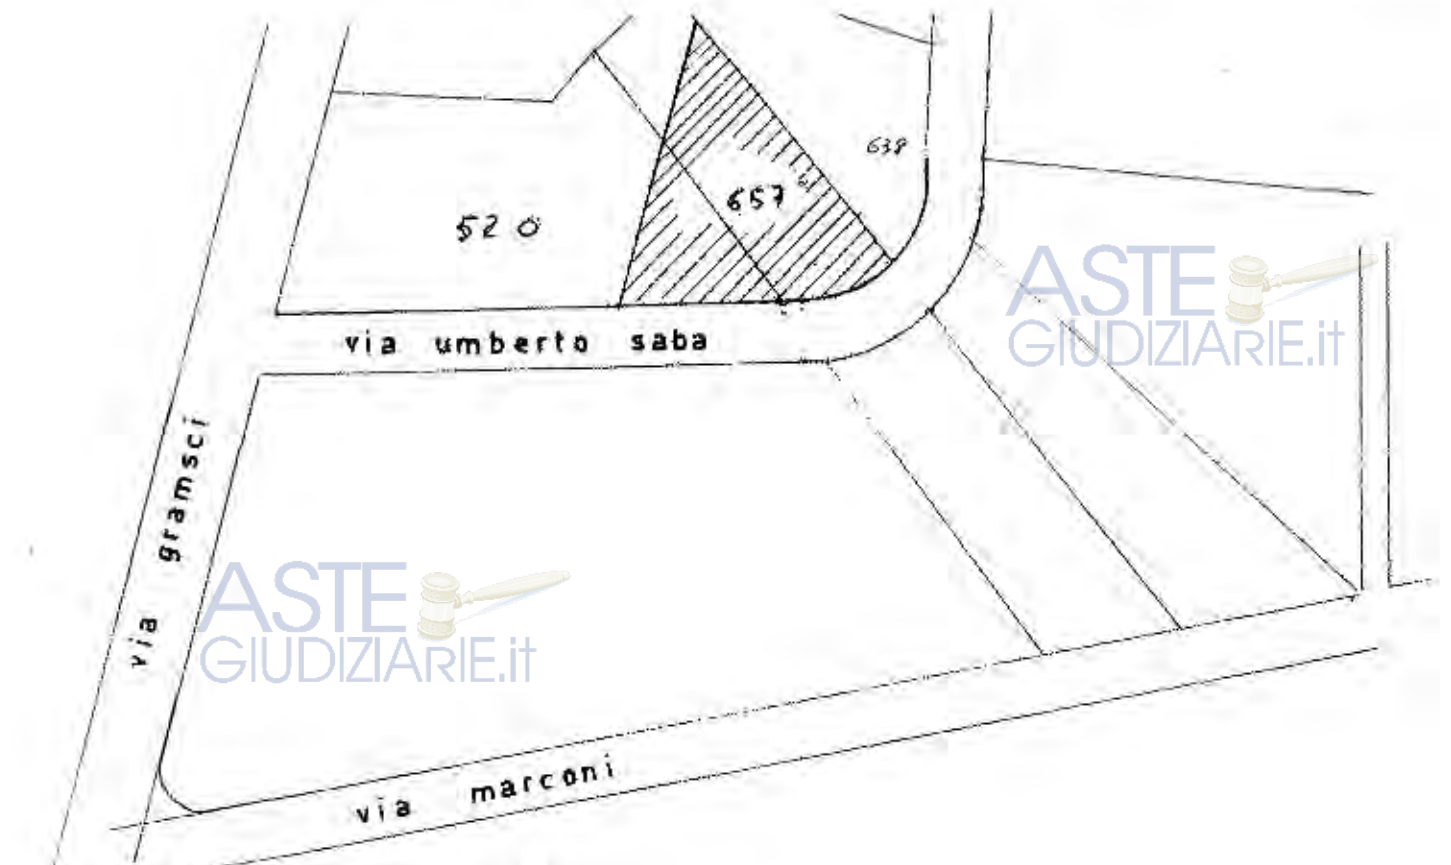 638
657
520
via umberto saba
via gramsci
via marconi
ASTE
GIUDIZIARIE.it
ASTE
GIUDIZIARIE.it